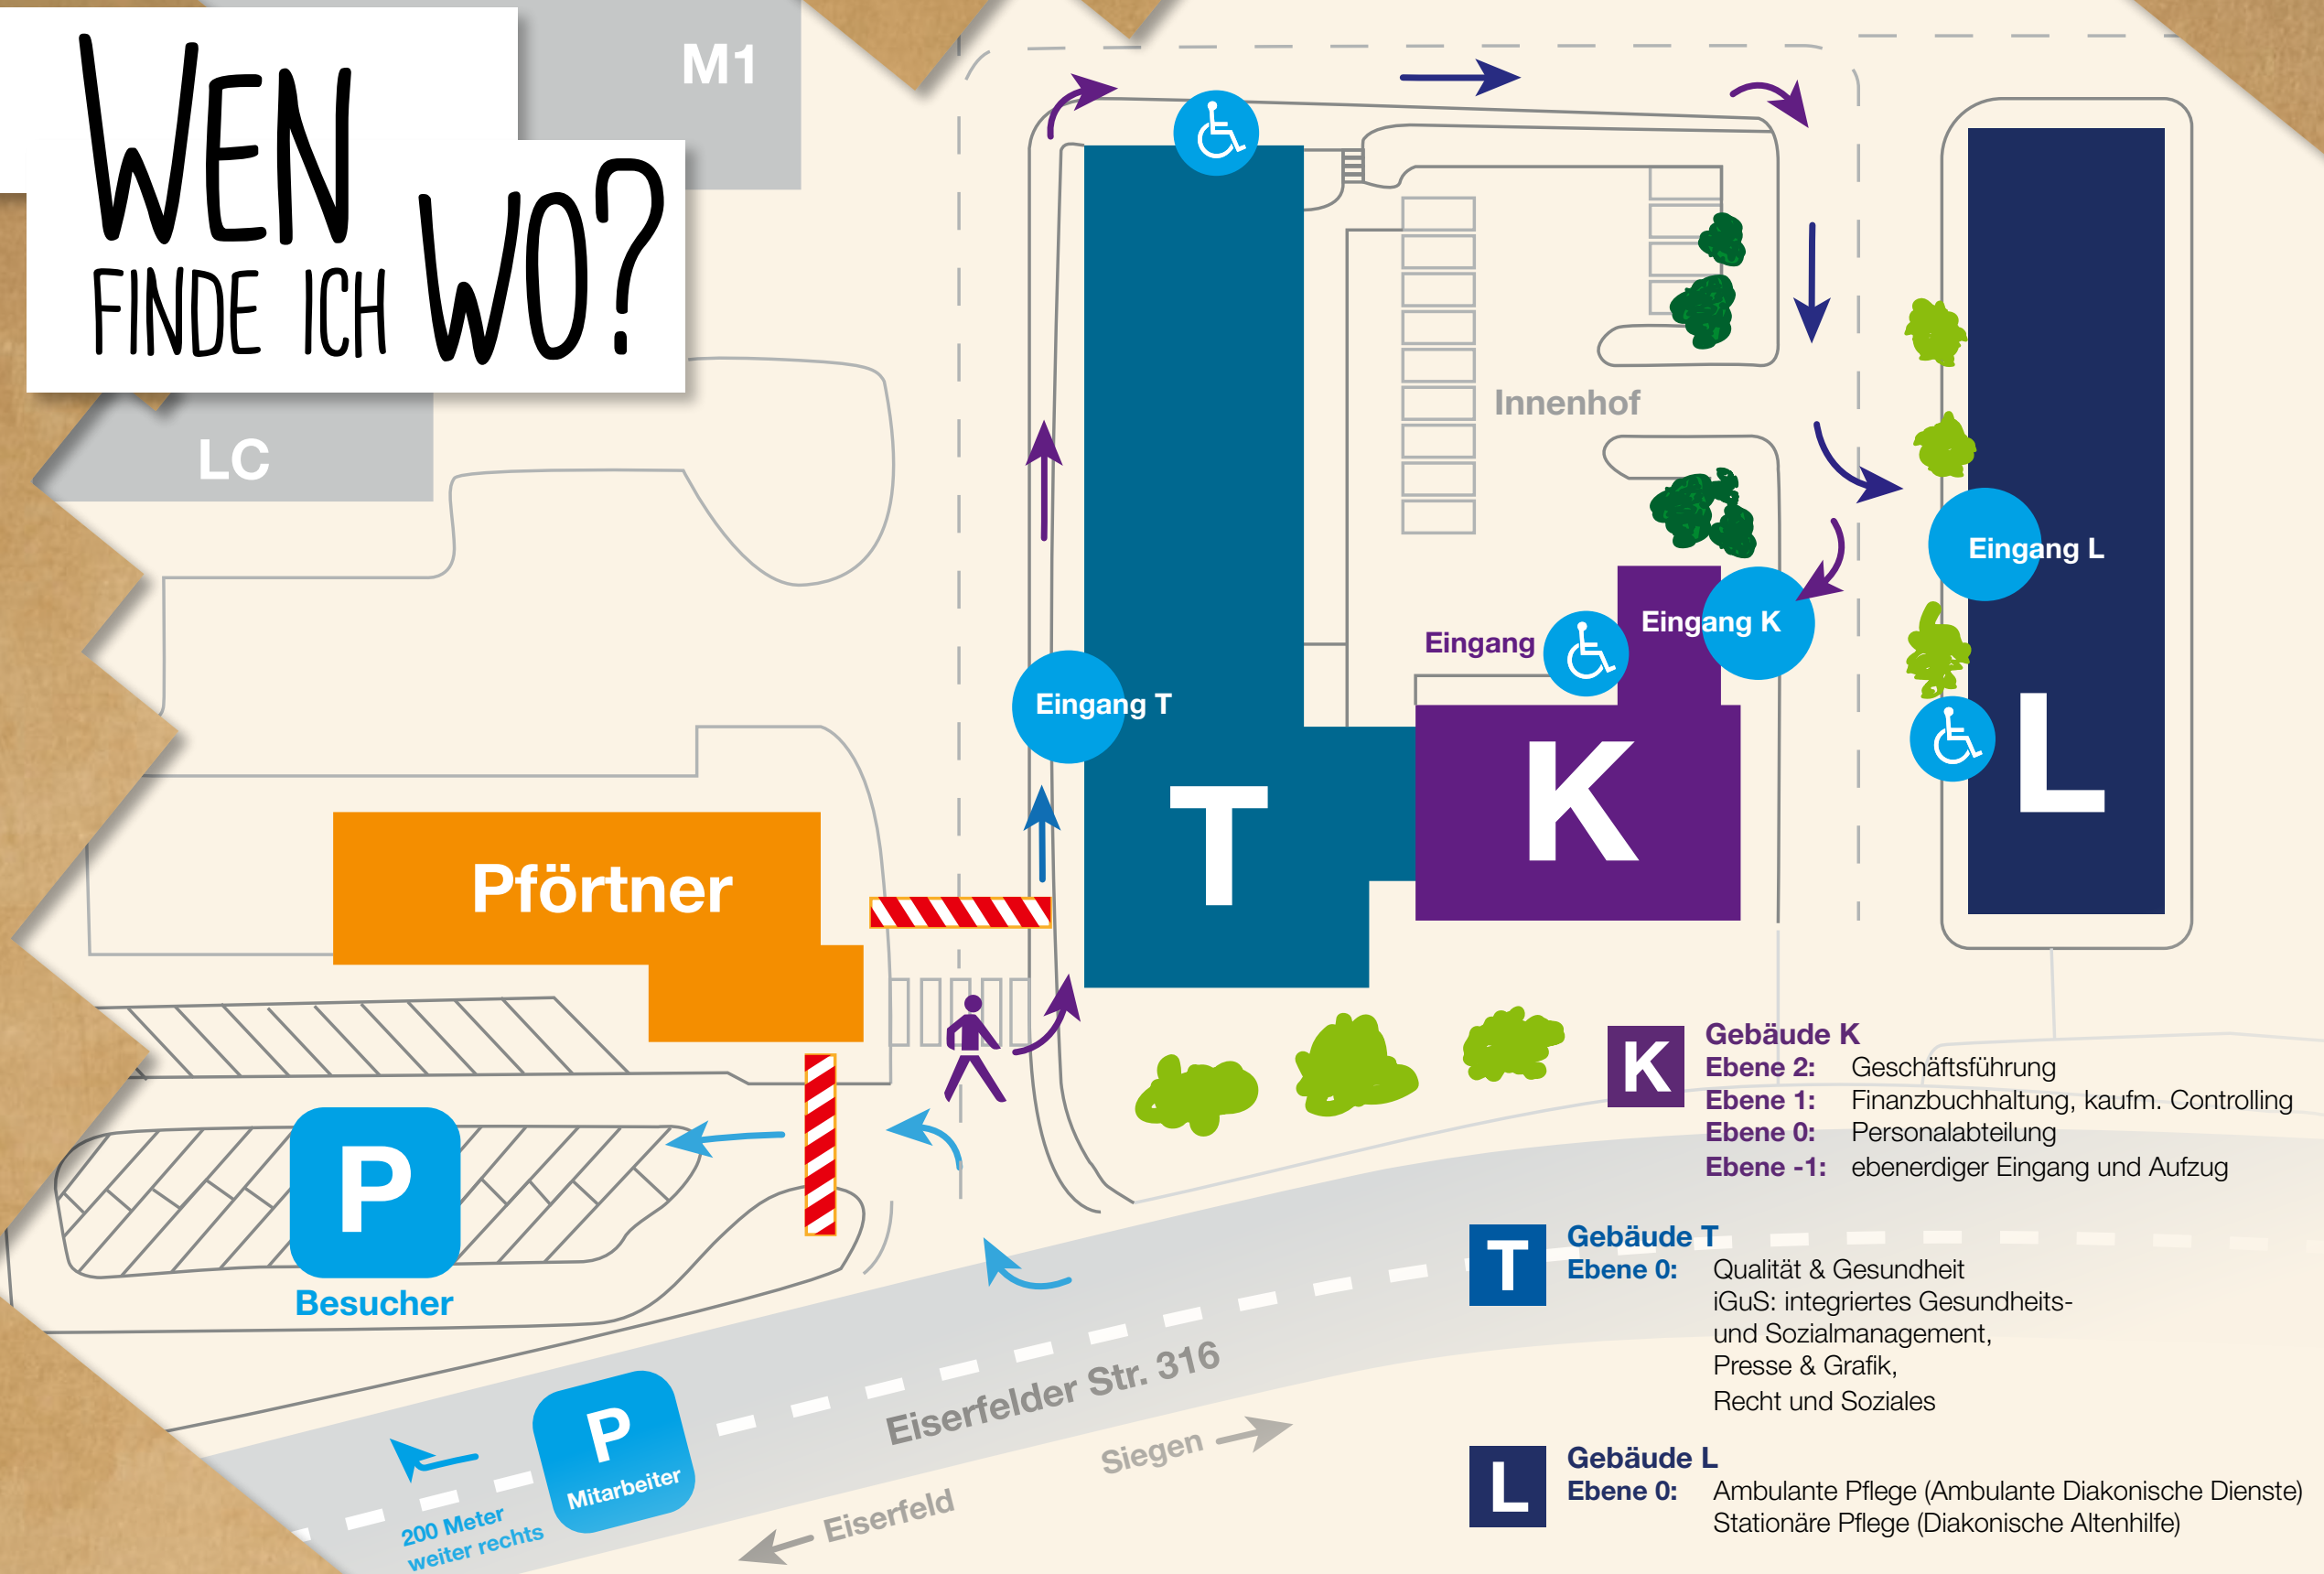 WEN
FINDE ICH WO?
M1
LC
Innenhof
Eingang L
Eingang K
Eingang
Eingang T
T
K
L
Pförtner
P
Besucher
P
Mitarbeiter
200 Meter
weiter rechts
Eiserfelder Str. 316
Siegen
Eiserfeld
K
Gebäude K
Ebene 2: Geschäftsführung
Ebene 1: Finanzbuchhaltung, kaufm. Controlling
Ebene 0: Personalabteilung
Ebene -1: ebenerdiger Eingang und Aufzug
T
Gebäude T
Ebene 0: Qualität & Gesundheit
iGuS: integriertes Gesundheits-
und Sozialmanagement,
Presse & Grafik,
Recht und Soziales
L
Gebäude L
Ebene 0: Ambulante Pflege (Ambulante Diakonische Dienste)
Stationäre Pflege (Diakonische Altenhilfe)